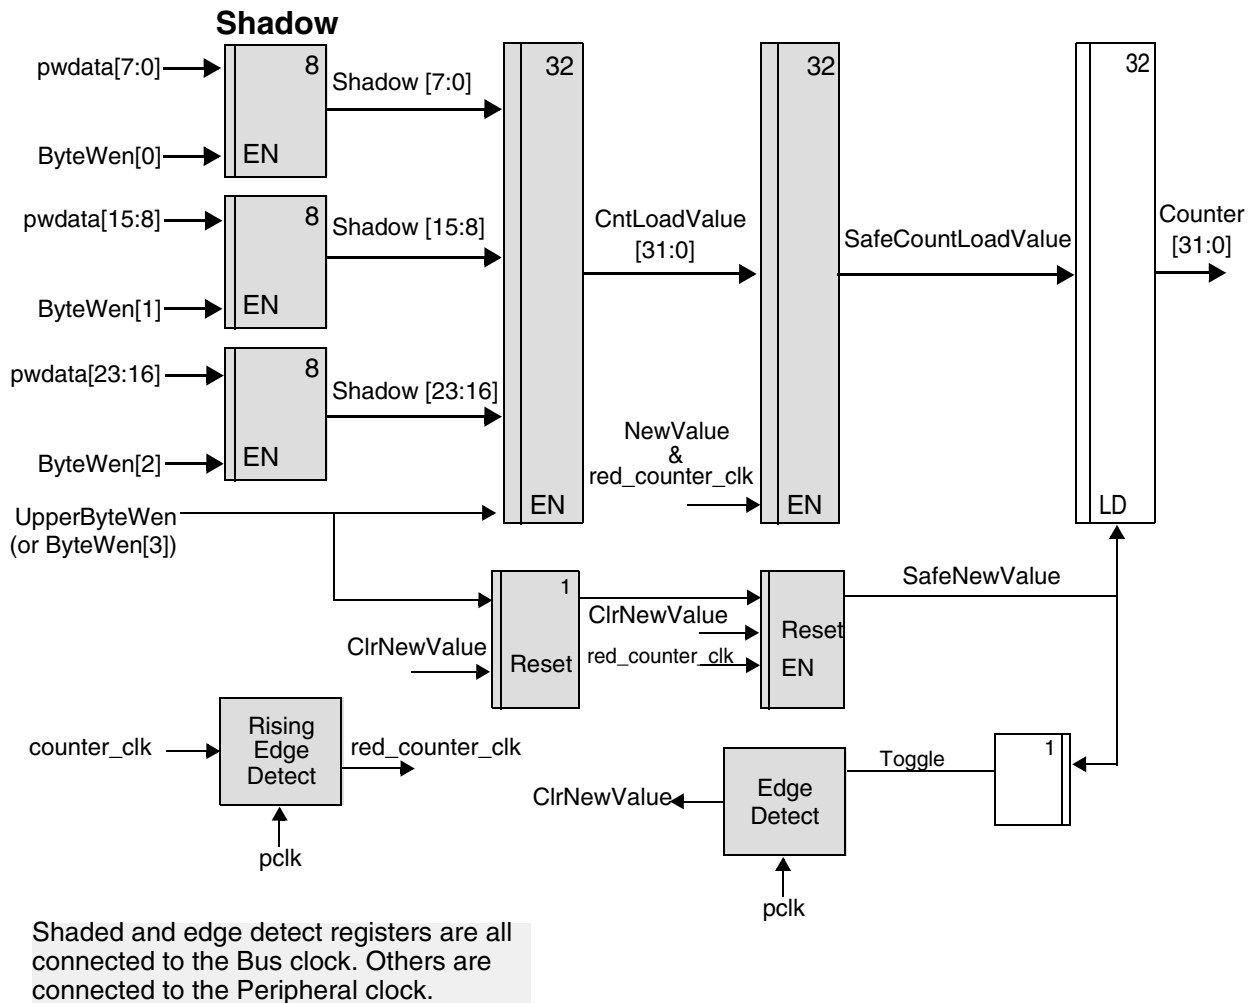 Shadow
pwdata[7:0]
8
Shadow [7:0]
32
32
32
ByteWen[0]
EN
pwdata[15:8]
8
Shadow [15:8]
CntLoadValue
[31:0]
SafeCountLoadValue
Counter
[31:0]
ByteWen[1]
EN
pwdata[23:16]
8
Shadow [23:16]
NewValue
&
red_counter_clk
ByteWen[2]
EN
EN
EN
LD
UpperByteWen
(or ByteWen[3])
1
SafeNewValue
ClrNewValue
Reset
ClrNewValue
Reset
red_counter_clk
EN
counter_clk
Rising
Edge
Detect
red_counter_clk
pclk
Toggle
1
ClrNewValue
Edge
Detect
pclk
Shaded and edge detect registers are all
connected to the Bus clock. Others are
connected to the Peripheral clock.